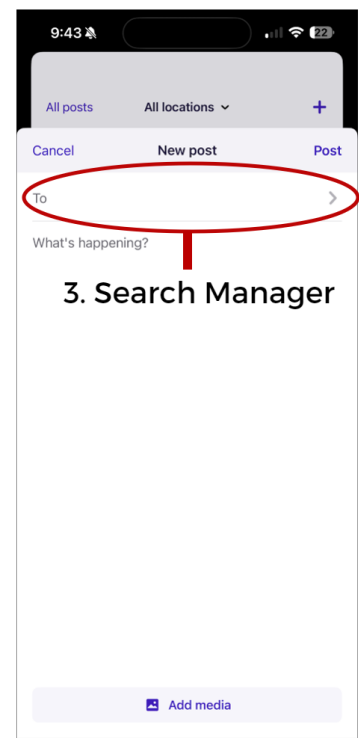 9:43 22
All posts All locations +
Cancel New post Post
To
What's happening?
3. Search Manager
Add media